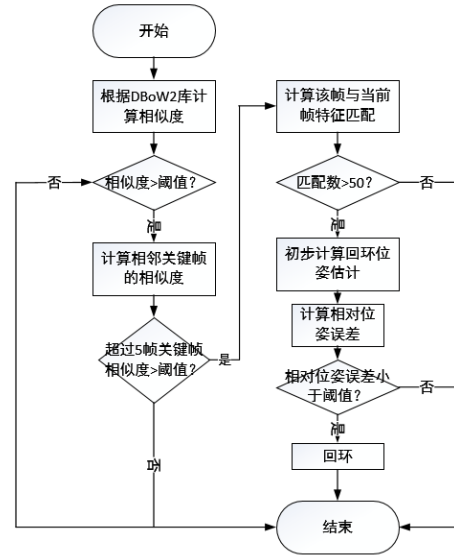 开始
根据DBoW2库计
算相似度
相似度>阈值?
否
是
计算相邻关键帧
的相似度
超过5帧关键帧
相似度>阈值?
是
否
计算该帧与当前
帧特征匹配
匹配数>50?
否
是
初步计算回环位
姿估计
计算相对位
姿误差
相对位姿误差小
于阈值?
否
是
回环
结束